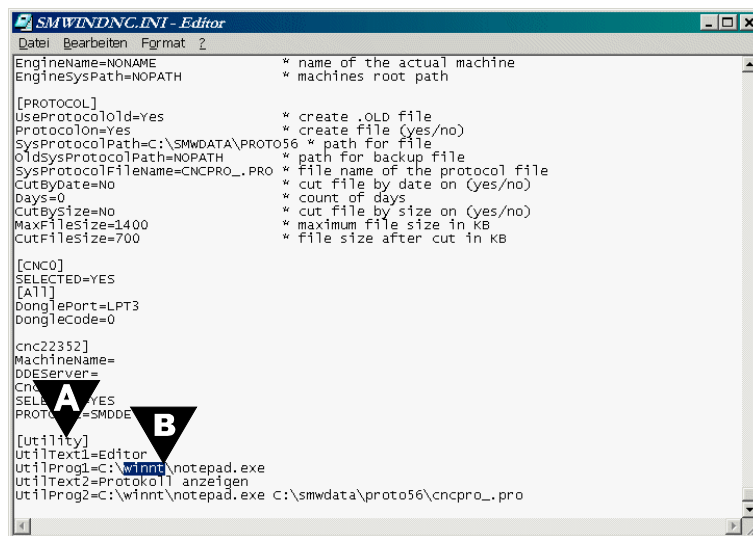 SMWINDNC.INI - Editor
Datei Bearbeiten Format ?
EngineName=NONAME * name of the actual machine
EngineSysPath=NOPATH * machines root path
[PROTOCOL]
UseProtocolOld=Yes * create .OLD file
ProtocolOn=Yes * create file (yes/no)
SysProtocolPath=C:\SMWDATA\PROTO56 * path for file
OldSysProtocolPath=NOPATH * path for backup file
SysProtocolFileName=CNCPRO_.PRO * file name of the protocol file
CutByDate=No * cut file by date on (yes/no)
Days=0 * count of days
CutBySize=No * cut file by size on (yes/no)
MaxFileSize=1400 * maximum file size in KB
CutFileSize=700 * file size after cut in KB
[CNC0]
SELECTED=YES
[All]
DonglePort=LPT3
DongleCode=0
cnc22352]
MachineName=
DDEServer=
A
B
=YES
=SMDDE
[Utility]
UtilText1=Editor
UtilProg1=C:\winnt\notepad.exe
UtilText2=Protokoll anzeigen
UtilProg2=C:\winnt\notepad.exe C:\smwdata\proto56\cncpro_.pro